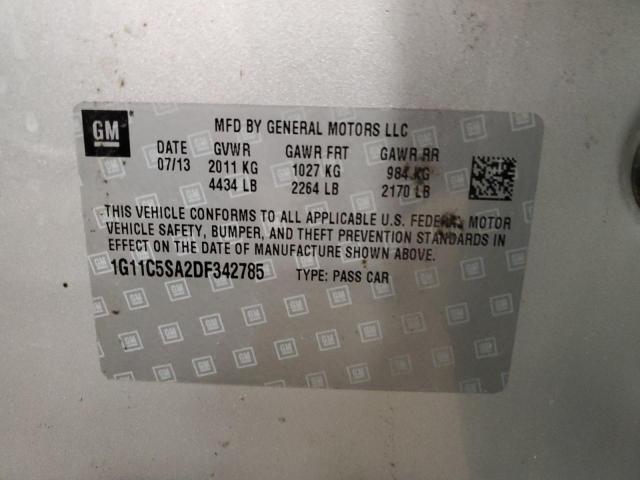 GM MFD BY GENERAL MOTORS LLC
DATE GVWR GAWR FRT GAWR RR
07/13 2011 KG 1027 KG 984 KG
4434 LB 2264 LB 2170 LB
THIS VEHICLE CONFORMS TO ALL APPLICABLE U.S. FEDERAL MOTOR
VEHICLE SAFETY, BUMPER, AND THEFT PREVENTION STANDARDS IN
EFFECT ON THE DATE OF MANUFACTURE SHOWN ABOVE.
1G11C5SA2DF342785 TYPE: PASS CAR